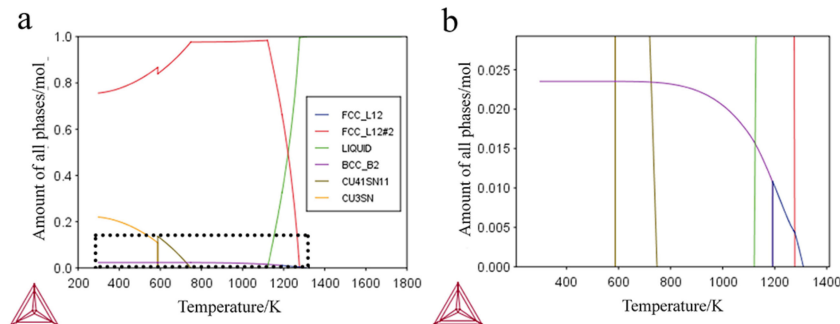 a
Amount of all phases/mol
1.0
0.8
0.6
0.4
0.2
0.0
FCC_L12
FCC_L12#2
LIQUID
BCC_B2
CU41SN11
CU3SN
200 400 600 800 1000 1200 1400 1600 1800
Temperature/K
b
Amount of all phases/mol
0.025
0.020
0.015
0.010
0.005
0.000
400 600 800 1000 1200 1400
Temperature/K